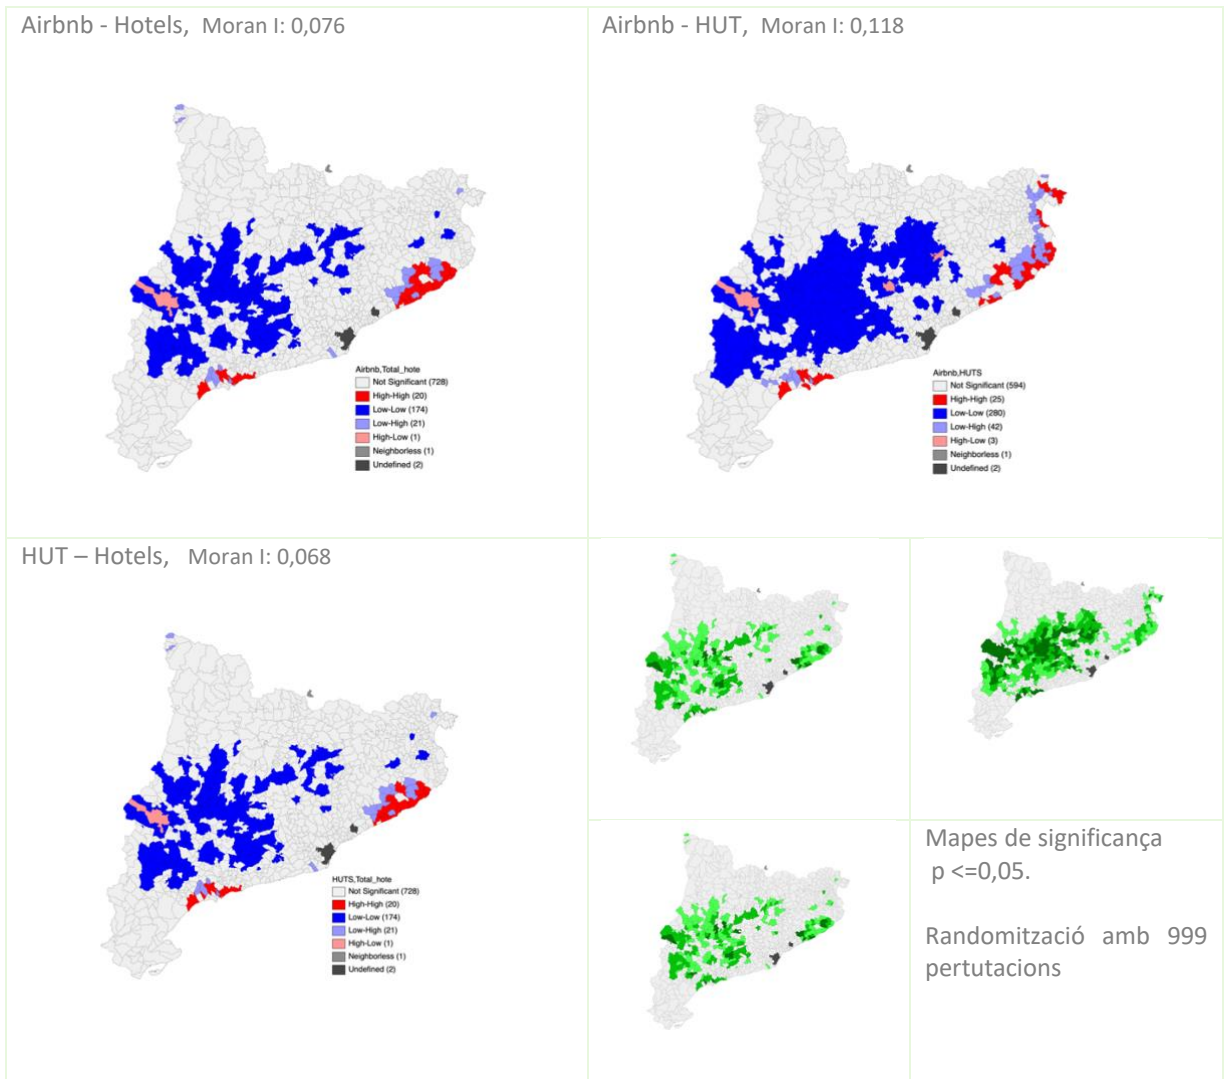 Airbnb - Hotels, Moran I: 0,076
Airbnb - HUT, Moran I: 0,118
Airbnb,Total_hote
Not Significant (728)
High-High (20)
Low-Low (174)
Low-High (21)
High-Low (1)
Neighborless (1)
Undefined (2)
Airbnb,HUTS
Not Significant (594)
High-High (25)
Low-Low (280)
Low-High (42)
High-Low (3)
Neighborless (1)
Undefined (2)
HUT – Hotels, Moran I: 0,068
HUTS,Total_hote
Not Significant (728)
High-High (20)
Low-Low (174)
Low-High (21)
High-Low (1)
Neighborless (1)
Undefined (2)
Mapes de significança
p <=0,05.
Randomització amb 999
pertutacions